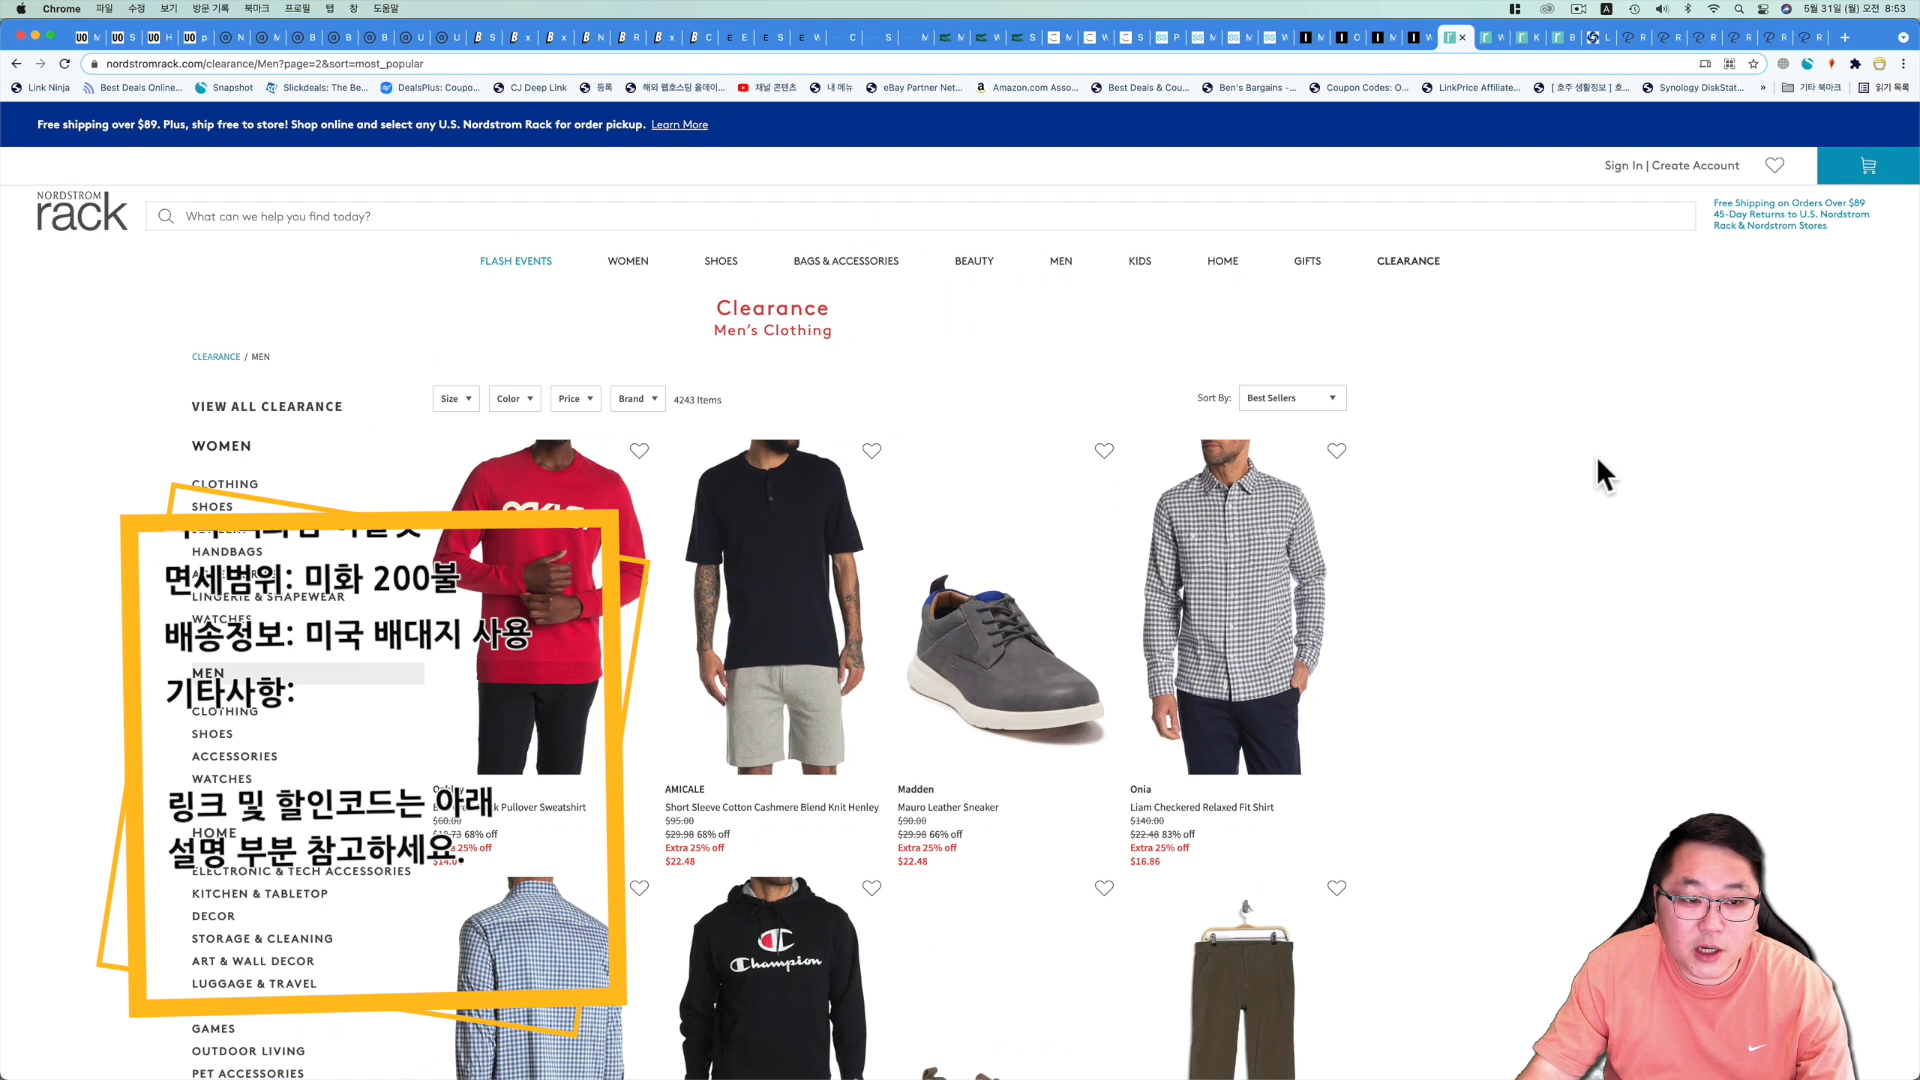 Chrome 파일 수정 보기 방문 기록 북마크 프로필 탭 창 도움말
5월 31일 (월) 오전 8:53
nordstromrack.com/clearance/Men?page=2&sort=most_popular
Link Ninja Best Deals Online... Snapshot Slickdeals: The Be... DealsPlus: Coupo... CJ Deep Link 등록 해외 웹호스팅 올데이... 채널 콘텐츠 내 메뉴 eBay Partner Net... Amazon.com Asso... Best Deals & Cou... Ben's Bargains -... Coupon Codes: O... LinkPrice Affiliate... [ 호주 생활정보 ] 호... Synology DiskStat... » 기타 북마크 읽기 목록
Free shipping over $89. Plus, ship free to store! Shop online and select any U.S. Nordstrom Rack for order pickup. Learn More
Sign In | Create Account
NORDSTROM
rack
What can we help you find today?
Free Shipping on Orders Over $89
45-Day Returns to U.S. Nordstrom
Rack & Nordstrom Stores
FLASH EVENTS WOMEN SHOES BAGS & ACCESSORIES BEAUTY MEN KIDS HOME GIFTS CLEARANCE
Clearance
Men's Clothing
CLEARANCE / MEN
VIEW ALL CLEARANCE
Size Color Price Brand 4243 Items
Sort By: Best Sellers
WOMEN
CLOTHING
SHOES
HANDBAGS
면세범위: 미화 200불
LINGERIE & SHAPEWEAR
WATCHES
배송정보: 미국 배대지 사용
MEN
기타사항:
CLOTHING
SHOES
ACCESSORIES
WATCHES
링크 및 할인코드는 아래
HOME
설명 부분 참고하세요.
ELECTRONIC & TECH ACCESSORIES
KITCHEN & TABLETOP
DECOR
STORAGE & CLEANING
ART & WALL DECOR
LUGGAGE & TRAVEL
GAMES
OUTDOOR LIVING
PET ACCESSORIES
Pullover Sweatshirt
$60.00
68% off
25% off
AMICALE
Short Sleeve Cotton Cashmere Blend Knit Henley
$95.00
$29.98 68% off
Extra 25% off
$22.48
Madden
Mauro Leather Sneaker
$90.00
$29.98 66% off
Extra 25% off
$22.48
Onia
Liam Checkered Relaxed Fit Shirt
$140.00
$22.48 83% off
Extra 25% off
$16.86
Champion